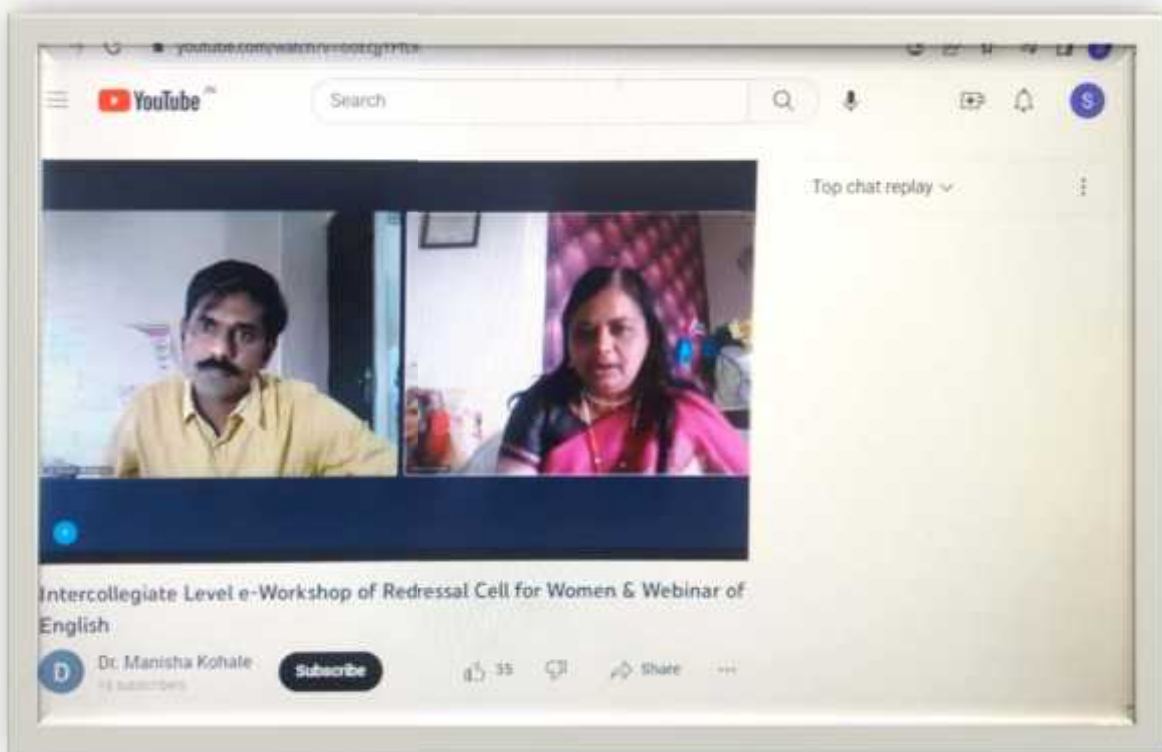 YouTube
Search
S
Top chat replay
Intercollegiate Level e-Workshop of Redressal Cell for Women & Webinar of
English
D
Dr. Manisha Kohale
Subscribe
35
Share